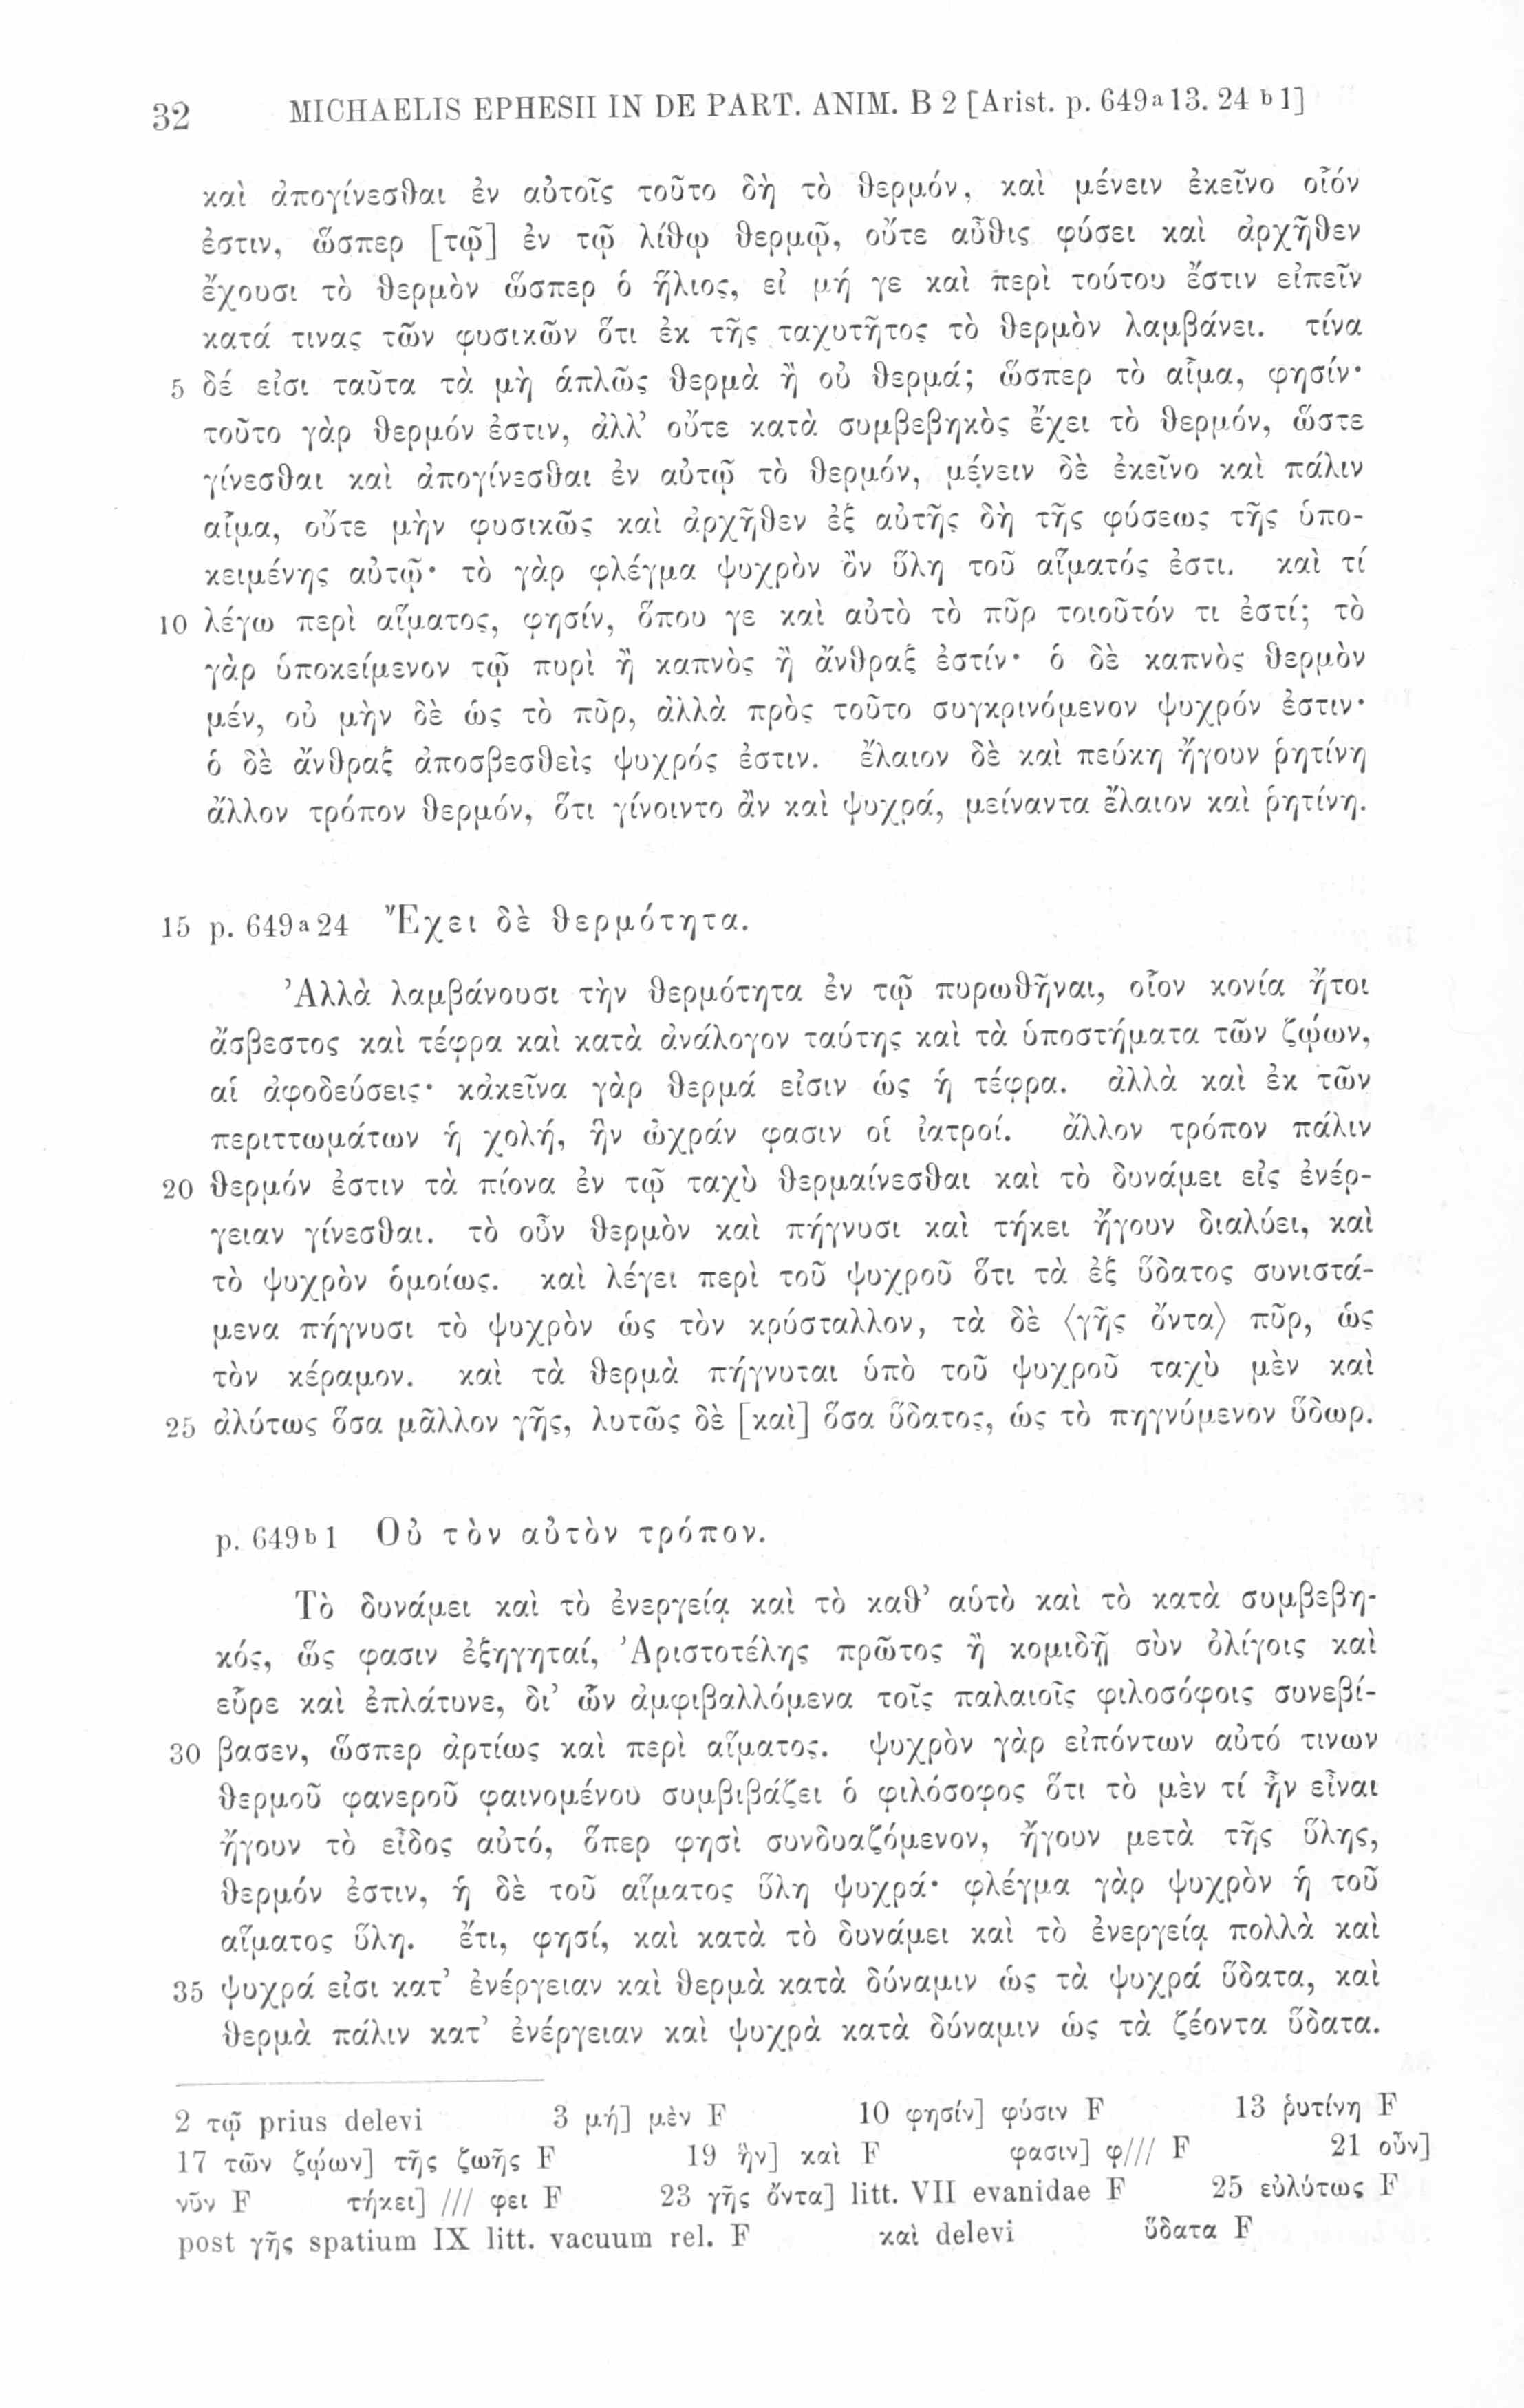 32 MICHAELIS EPHESII IN DE PART. ANIM. B 2 [Arist. p. 649a13. 24 b1]
καὶ ἀπογίνεσθαι ἐν αὐτοῖς τοῦτο δὴ τὸ θερμόν, καὶ μένειν ἐκεῖνο οἷόν
ἐστιν, ὥσπερ [τῷ] ἐν τῷ λίθῳ θερμῷ, οὔτε αὖθις φύσει καὶ ἀρχῆθεν
ἔχουσι τὸ θερμὸν ὥσπερ ὁ ἥλιος, εἰ μή γε καὶ περὶ τούτου ἔστιν εἰπεῖν
κατά τινας τῶν φυσικῶν ὅτι ἐκ τῆς ταχυτῆτος τὸ θερμὸν λαμβάνει. τίνα
5 δέ εἰσι ταῦτα τὰ μὴ ἁπλῶς θερμὰ ἢ οὐ θερμά; ὥσπερ τὸ αἷμα, φησίν·
τοῦτο γὰρ θερμόν ἐστιν, ἀλλ’ οὔτε κατὰ συμβεβηκὸς ἔχει τὸ θερμόν, ὥστε
γίνεσθαι καὶ ἀπογίνεσθαι ἐν αὐτῷ τὸ θερμόν, μένειν δὲ ἐκεῖνο καὶ πάλιν
αἷμα, οὔτε μὴν φυσικῶς καὶ ἀρχῆθεν ἐξ αὐτῆς δὴ τῆς φύσεως τῆς ὑπο-
κειμένης αὐτῷ· τὸ γὰρ φλέγμα ψυχρὸν ὂν ὕλη τοῦ αἵματός ἐστι. καὶ τί
10 λέγω περὶ αἵματος, φησίν, ὅπου γε καὶ αὐτὸ τὸ πῦρ τοιοῦτόν τι ἐστί; τὸ
γὰρ ὑποκείμενον τῷ πυρὶ ἢ καπνὸς ἢ ἄνθραξ ἐστίν· ὁ δὲ καπνὸς θερμὸν
μέν, οὐ μὴν δὲ ὡς τὸ πῦρ, ἀλλὰ πρὸς τοῦτο συγκρινόμενον ψυχρόν ἐστιν·
ὁ δὲ ἄνθραξ ἀποσβεσθεὶς ψυχρός ἐστιν. ἔλαιον δὲ καὶ πεύκη ἤγουν ῥητίνη
ἄλλον τρόπον θερμόν, ὅτι γίνοιντο ἂν καὶ ψυχρά, μείναντα ἔλαιον καὶ ῥητίνη.
15 p. 649a24 Ἔχει δὲ θερμότητα.
Ἀλλὰ λαμβάνουσι τὴν θερμότητα ἐν τῷ πυρωθῆναι, οἷον κονία ἤτοι
ἄσβεστος καὶ τέφρα καὶ κατὰ ἀνάλογον ταύτης καὶ τὰ ὑποστήματα τῶν ζῴων,
αἱ ἀφοδεύσεις· κἀκεῖνα γὰρ θερμά εἰσιν ὡς ἡ τέφρα. ἀλλὰ καὶ ἐκ τῶν
περιττωμάτων ἡ χολή, ἣν ὠχράν φασιν οἱ ἰατροί. ἄλλον τρόπον πάλιν
20 θερμόν ἐστιν τὰ πίονα ἐν τῷ ταχὺ θερμαίνεσθαι καὶ τὸ δυνάμει εἰς ἐνέρ-
γειαν γίνεσθαι. τὸ οὖν θερμὸν καὶ πήγνυσι καὶ τήκει ἤγουν διαλύει, καὶ
τὸ ψυχρὸν ὁμοίως. καὶ λέγει περὶ τοῦ ψυχροῦ ὅτι τὰ ἐξ ὕδατος συνιστά-
μενα πήγνυσι τὸ ψυχρὸν ὡς τὸν κρύσταλλον, τὰ δὲ ⟨γῆς ὄντα⟩ πῦρ, ὡς
τὸν κέραμον. καὶ τὰ θερμὰ πήγνυται ὑπὸ τοῦ ψυχροῦ ταχὺ μὲν καὶ
25 ἀλύτως ὅσα μᾶλλον γῆς, λυτῶς δὲ [καὶ] ὅσα ὕδατος, ὡς τὸ πηγνύμενον ὕδωρ.
p. 649b1 Οὐ τὸν αὐτὸν τρόπον.
Τὸ δυνάμει καὶ τὸ ἐνεργείᾳ καὶ τὸ καθ’ αὑτὸ καὶ τὸ κατὰ συμβεβη-
κός, ὥς φασιν ἐξηγηταί, Ἀριστοτέλης πρῶτος ἢ κομιδῇ σὺν ὀλίγοις καὶ
εὗρε καὶ ἐπλάτυνε, δι’ ὧν ἀμφιβαλλόμενα τοῖς παλαιοῖς φιλοσόφοις συνεβί-
30 βασεν, ὥσπερ ἀρτίως καὶ περὶ αἵματος. ψυχρὸν γὰρ εἰπόντων αὐτό τινων
θερμοῦ φανεροῦ φαινομένου συμβιβάζει ὁ φιλόσοφος ὅτι τὸ μὲν τί ἦν εἶναι
ἤγουν τὸ εἶδος αὐτό, ὅπερ φησὶ συνδυαζόμενον, ἤγουν μετὰ τῆς ὕλης,
θερμόν ἐστιν, ἡ δὲ τοῦ αἵματος ὕλη ψυχρά· φλέγμα γὰρ ψυχρὸν ἡ τοῦ
αἵματος ὕλη. ἔτι, φησί, καὶ κατὰ τὸ δυνάμει καὶ τὸ ἐνεργείᾳ πολλὰ καὶ
35 ψυχρά εἰσι κατ’ ἐνέργειαν καὶ θερμὰ κατὰ δύναμιν ὡς τὰ ψυχρά ὕδατα, καὶ
θερμὰ πάλιν κατ’ ἐνέργειαν καὶ ψυχρὰ κατὰ δύναμιν ὡς τὰ ζέοντα ὕδατα.
2 τῷ prius delevi 3 μή] μὲν F 10 φησίν] φύσιν F 13 ῥυτίνη F
17 τῶν ζῴων] τῆς ζωῆς F 19 ἣν] καὶ F φασιν] φ/// F 21 οὖν]
νῦν F τήκει] /// φει F 23 γῆς ὄντα] litt. VII evanidae F 25 εὐλύτως F
post γῆς spatium IX litt. vacuum rel. F καὶ delevi ὕδατα F